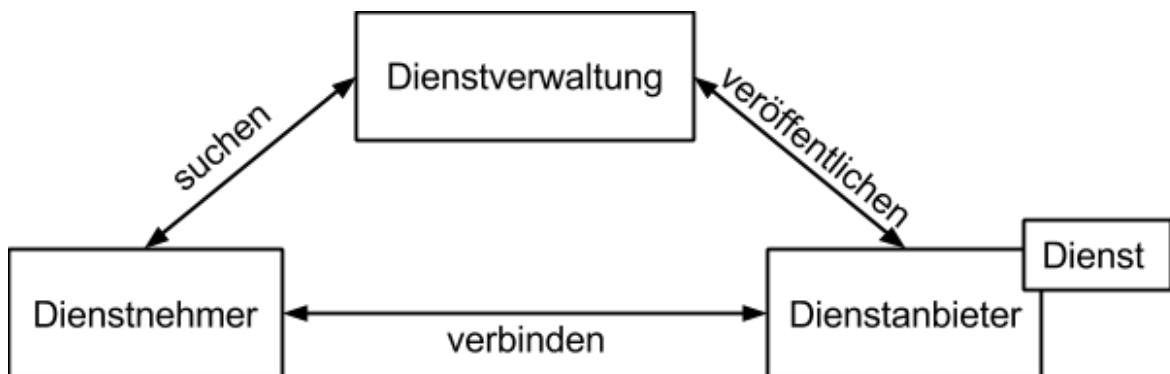 Dienstverwaltung
suchen
veröffentlichen
Dienst
Dienstnehmer
Dienstanbieter
verbinden